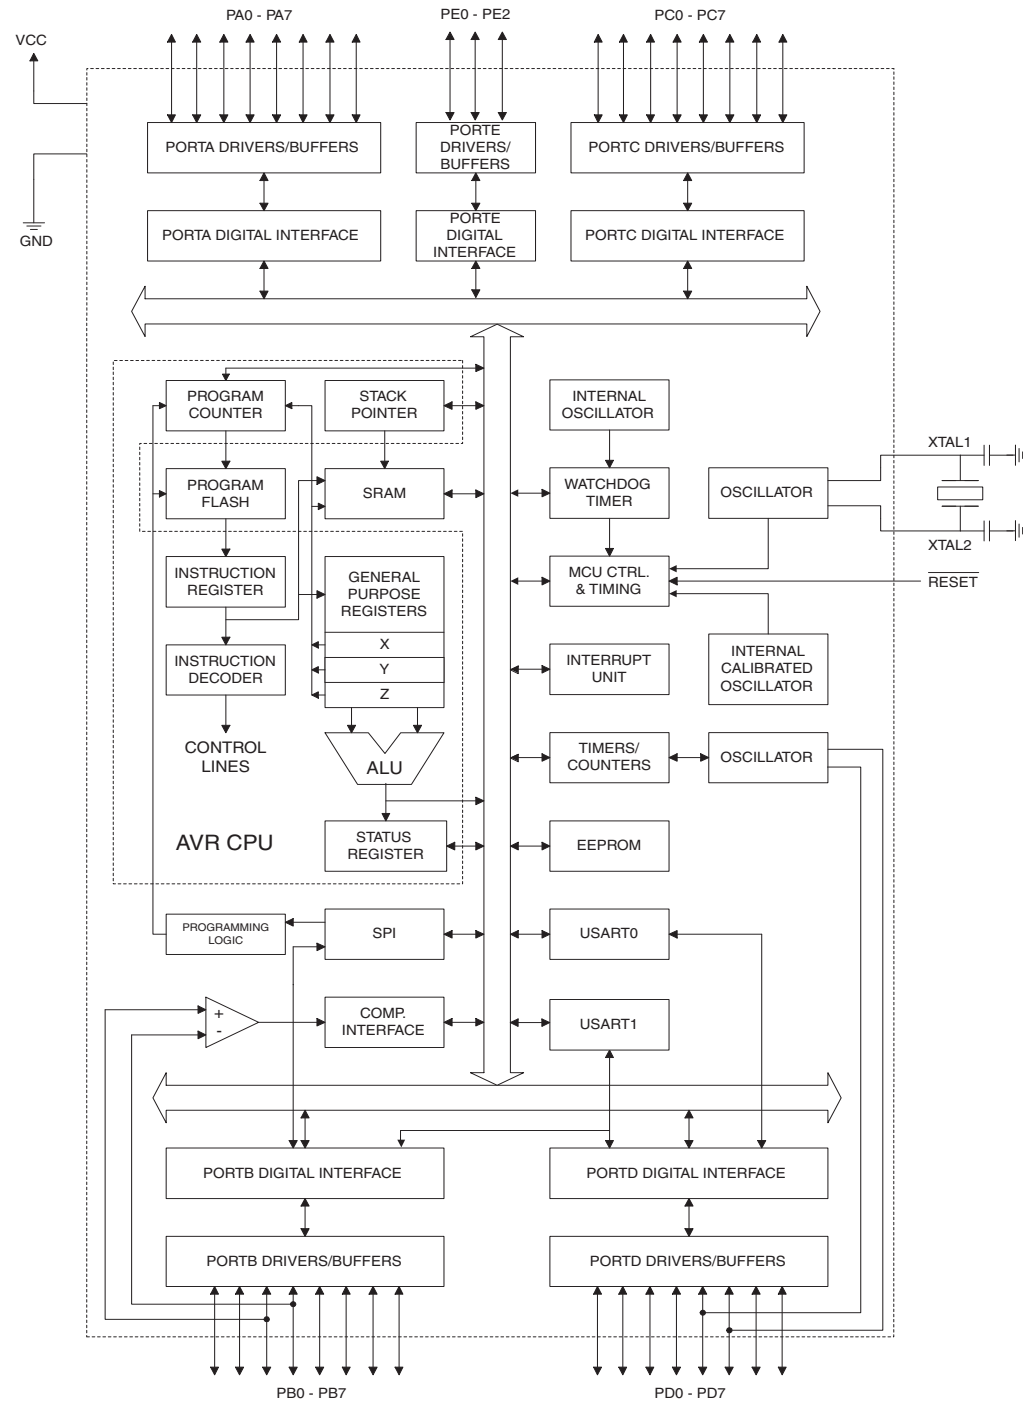 PA0 - PA7
PE0 - PE2
PC0 - PC7
VCC
GND
PORTA DRIVERS/BUFFERS
PORTE
DRIVERS/
BUFFERS
PORTC DRIVERS/BUFFERS
PORTA DIGITAL INTERFACE
PORTE
DIGITAL
INTERFACE
PORTC DIGITAL INTERFACE
PROGRAM
COUNTER
STACK
POINTER
INTERNAL
OSCILLATOR
PROGRAM
FLASH
SRAM
WATCHDOG
TIMER
OSCILLATOR
XTAL1
XTAL2
INSTRUCTION
REGISTER
GENERAL
PURPOSE
REGISTERS
X
Y
Z
MCU CTRL.
& TIMING
RESET
INSTRUCTION
DECODER
INTERRUPT
UNIT
INTERNAL
CALIBRATED
OSCILLATOR
CONTROL
LINES
ALU
TIMERS/
COUNTERS
OSCILLATOR
AVR CPU
STATUS
REGISTER
EEPROM
PROGRAMMING
LOGIC
SPI
USART0
+
-
COMP.
INTERFACE
USART1
PORTB DIGITAL INTERFACE
PORTD DIGITAL INTERFACE
PORTB DRIVERS/BUFFERS
PORTD DRIVERS/BUFFERS
PB0 - PB7
PD0 - PD7